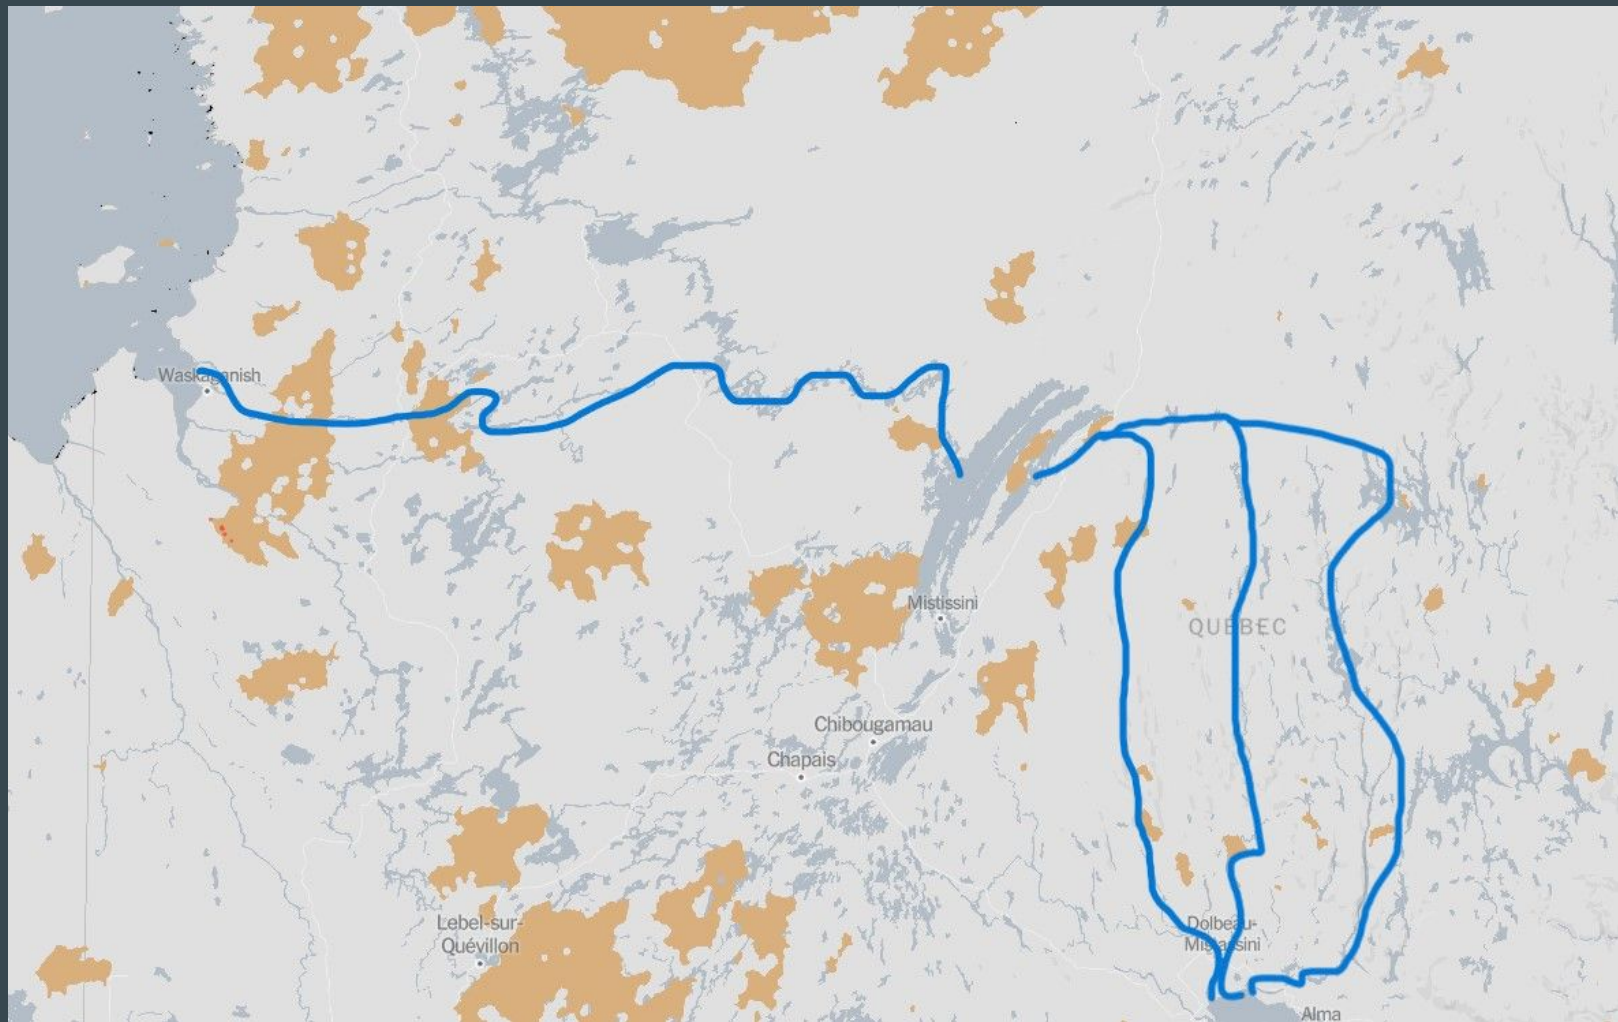 Waskaganish
Mistissini
QUEBEC
Chibougamau
Chapais
Lebel-sur-
Quévillon
Dolbeau-
Mistassini
Alma